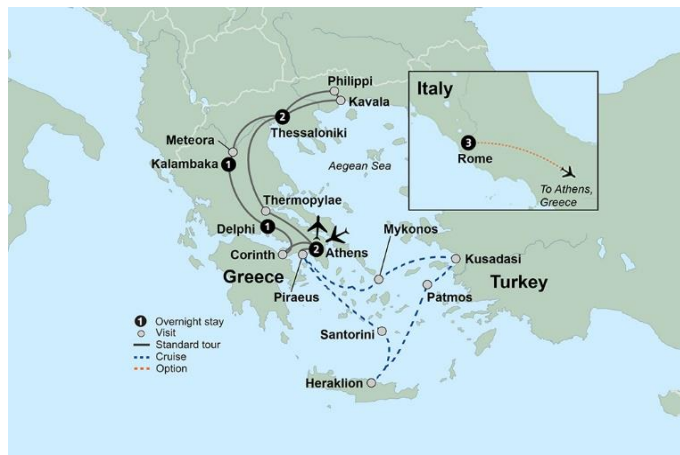 Philippi
Kavala
2
Thessaloniki
Meteora
Kalambaka 1
Aegean Sea
Thermopylae
Delphi 1
Mykonos
Corinth
2 Athens
Kusadasi
Greece
Turkey
Piraeus
Patmos
Santorini
Heraklion
Italy
3
Rome
To Athens,
Greece
1 Overnight stay
Visit
Standard tour
Cruise
Option